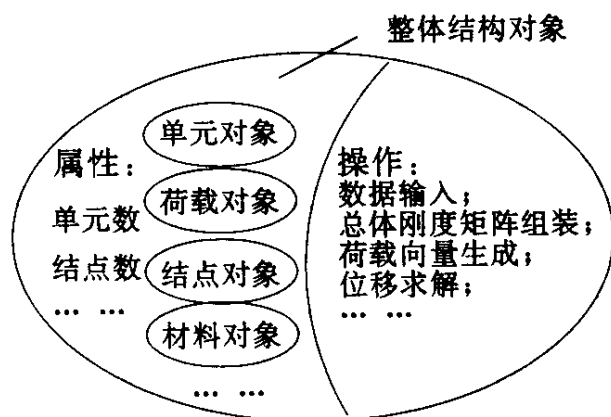 整体结构对象
属性：
单元数
结点数
… …
单元对象
荷载对象
结点对象
材料对象
… …
操作：
数据输入；
总体刚度矩阵组装；
荷载向量生成；
位移求解；
… …